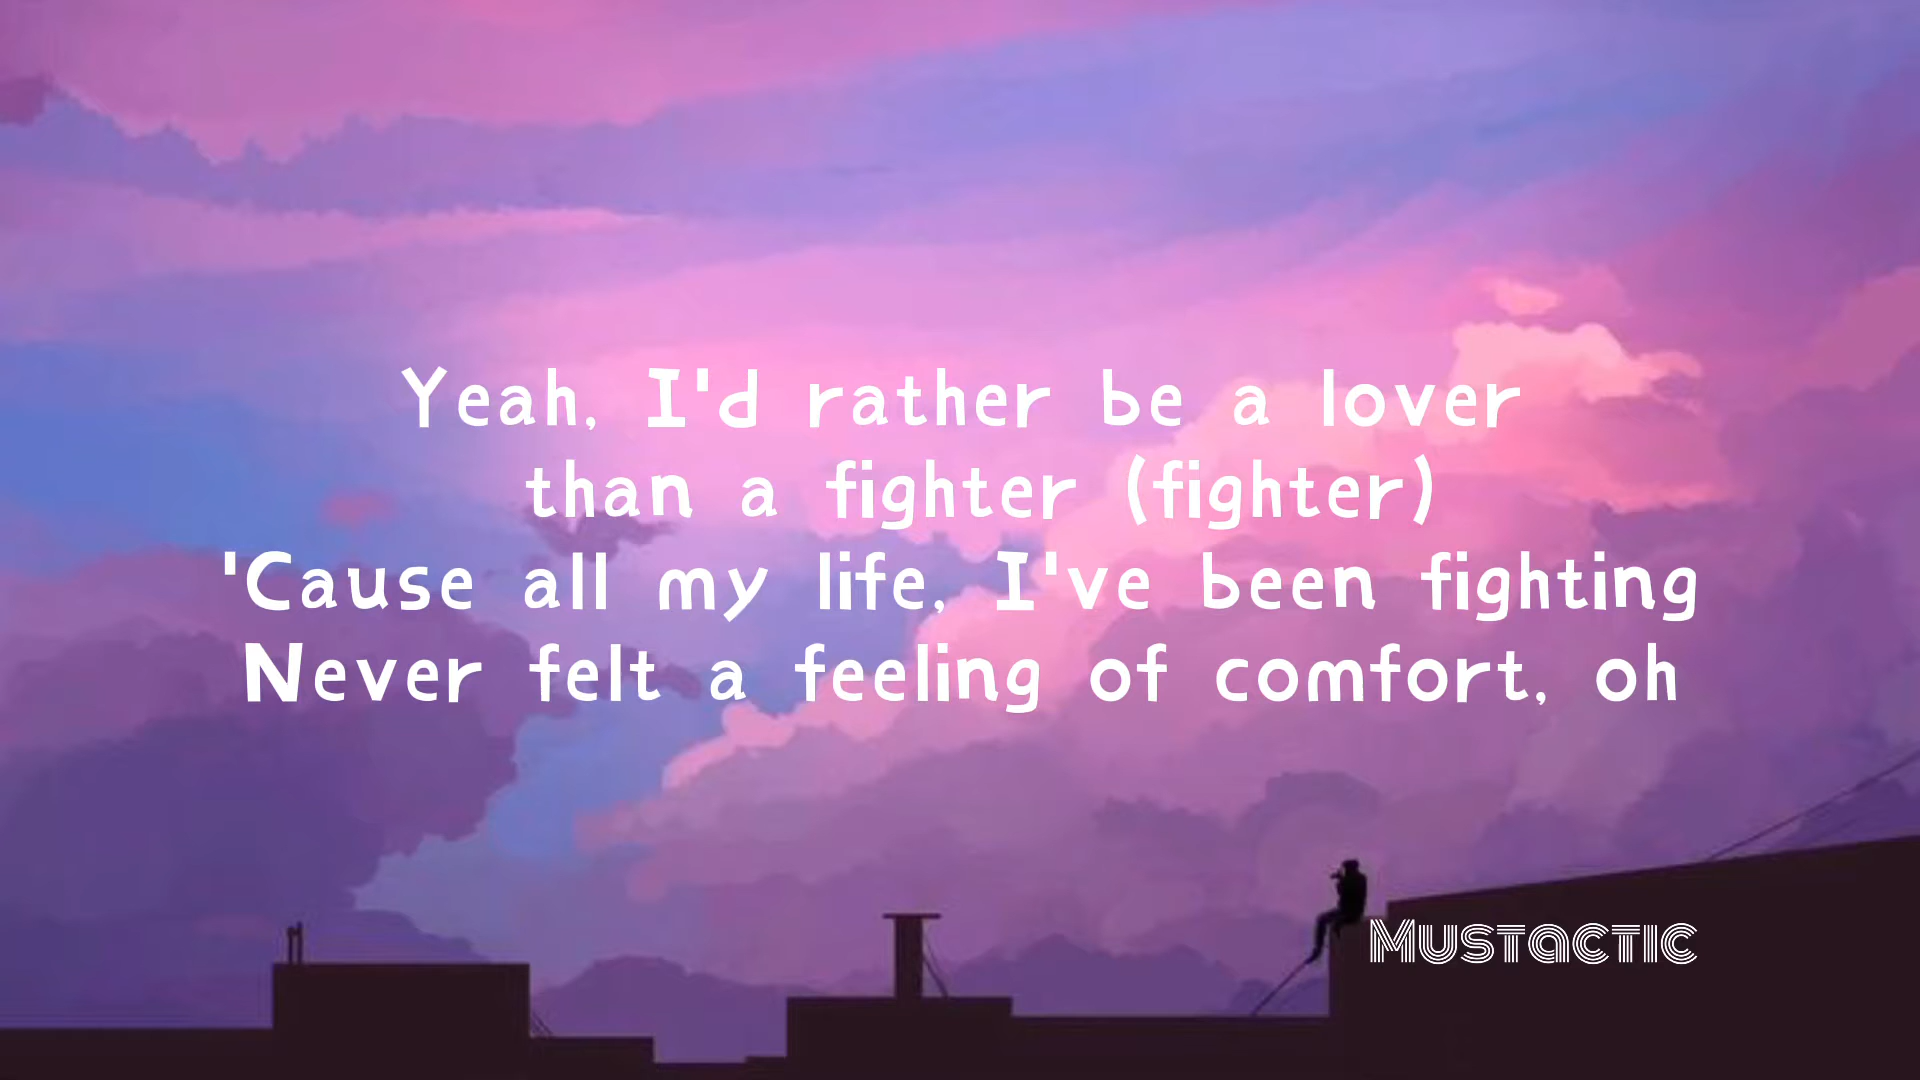 Yeah, I'd rather be a lover
than a fighter (fighter)
'Cause all my life, I've been fighting
Never felt a feeling of comfort, oh
Mustactic